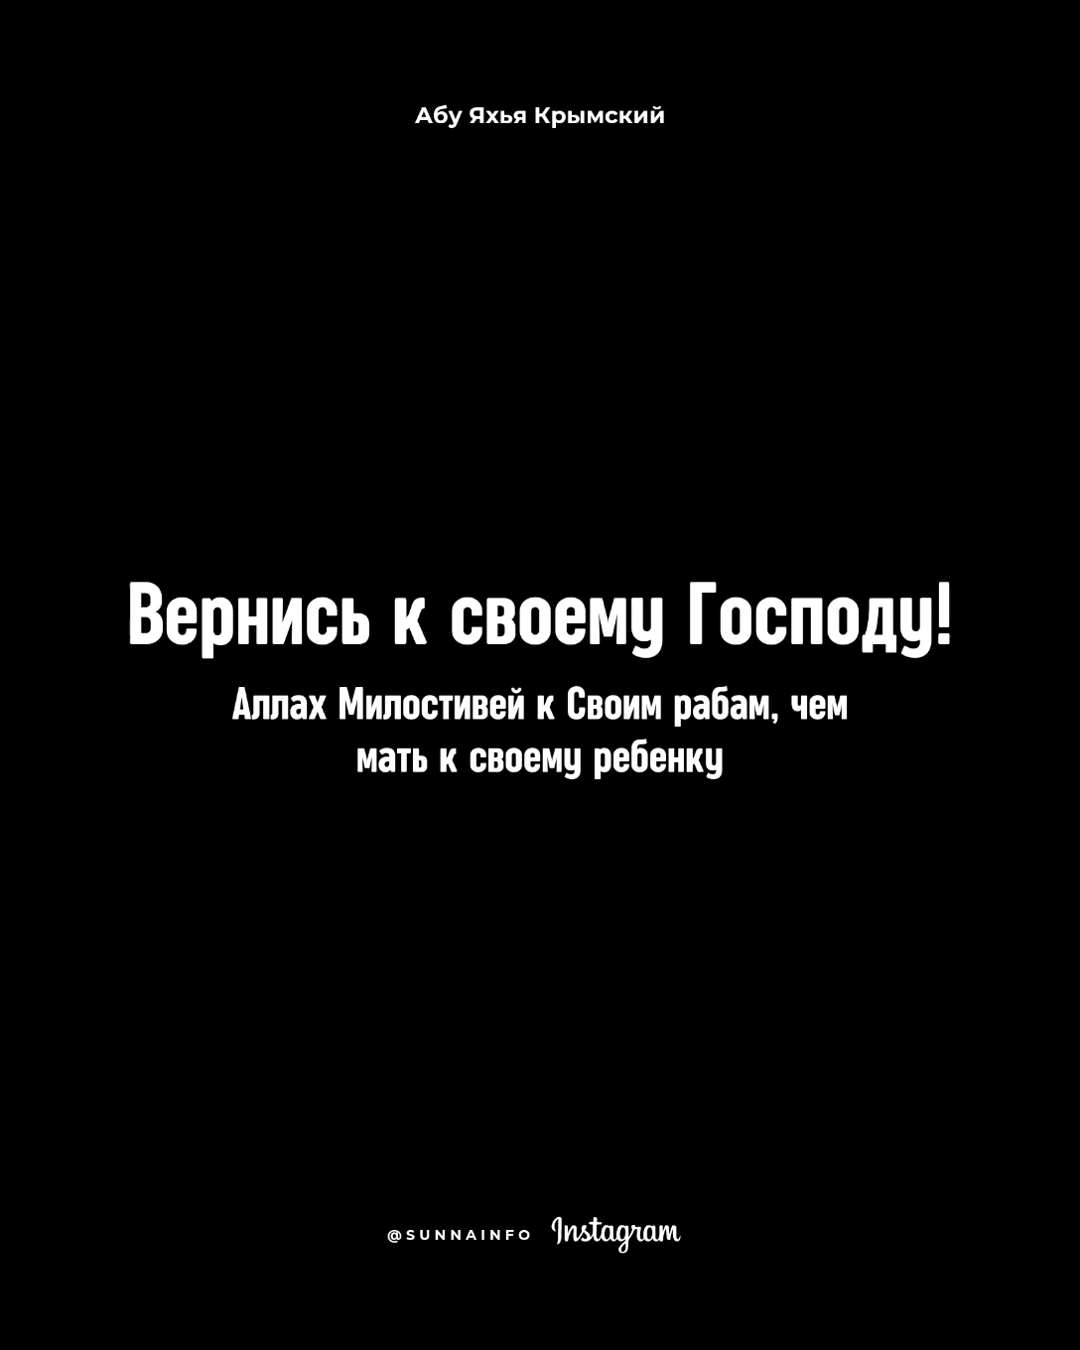 Абу Яхья Крымский
Вернись к своему Господу!
Аллах Милостивей к Своим рабам, чем
мать к своему ребенку
@SUNNAINFO Instagram